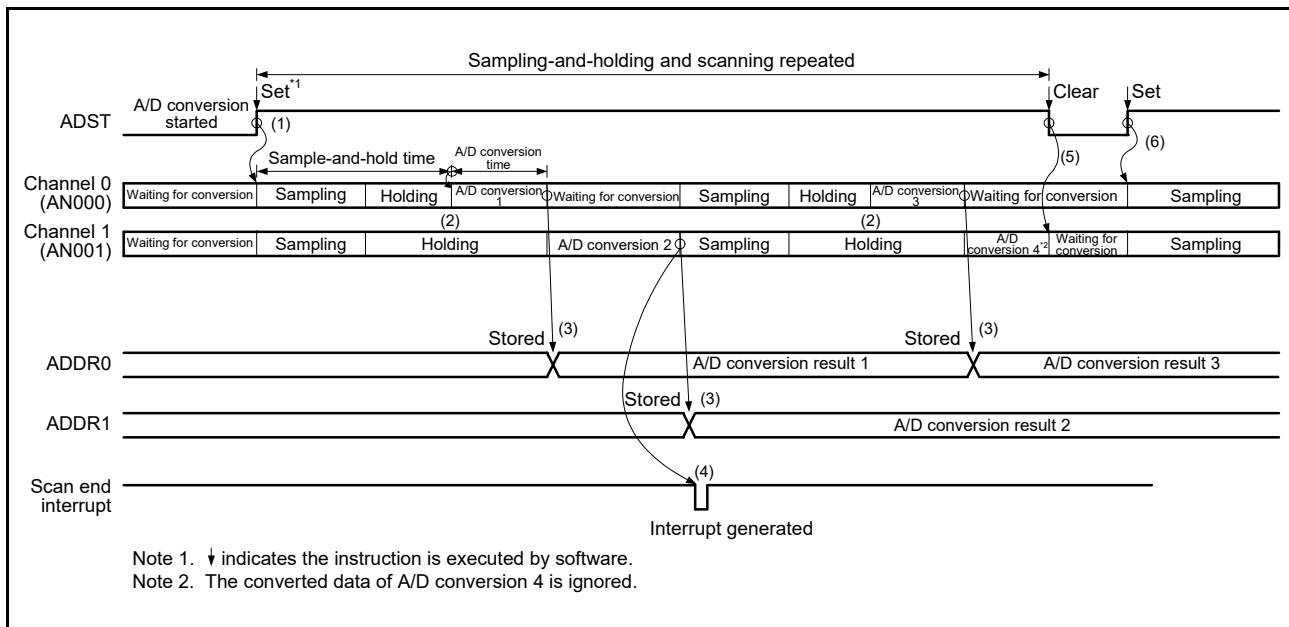 Sampling-and-holding and scanning repeated
A/D conversion
started
Set*1
Clear
Set
ADST
(1)
(5)
(6)
Sample-and-hold time
A/D conversion
time
Channel 0
(AN000)
Waiting for conversion
Sampling
Holding
A/D conversion
1
Waiting for conversion
Sampling
Holding
A/D conversion
3
Waiting for conversion
(2)
(2)
Channel 1
(AN001)
Waiting for conversion
Sampling
Holding
A/D conversion 2
Sampling
Holding
A/D
conversion 4*2
Waiting for
conversion
Sampling
Stored
(3)
Stored
(3)
ADDR0
A/D conversion result 1
A/D conversion result 3
Stored
(3)
ADDR1
A/D conversion result 2
(4)
Scan end
interrupt
Interrupt generated
Note 1. indicates the instruction is executed by software.
Note 2. The converted data of A/D conversion 4 is ignored.